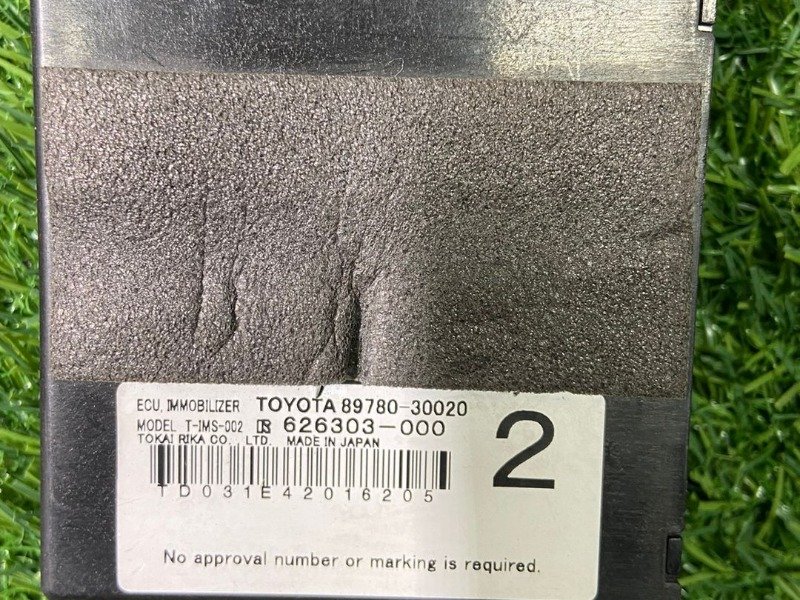 ECU, IMMOBILIZER TOYOTA 89780-30020
MODEL T-IMS-002 626303-000
2
TOKAI RIKA CO., LTD. MADE IN JAPAN
TD031E42016205
No approval number or marking is required.